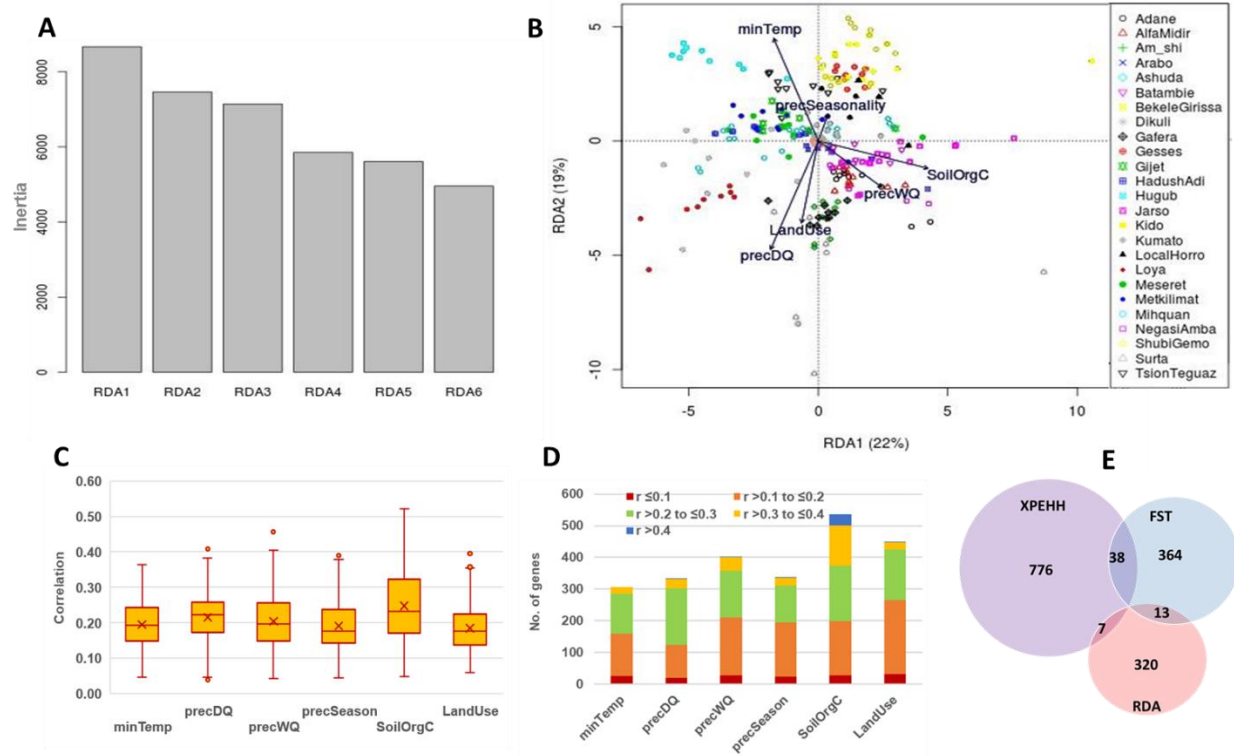 A
Inertia
0
2000
4000
6000
8000
RDA1
RDA2
RDA3
RDA4
RDA5
RDA6
B
RDA2 (19%)
5
0
-5
-10
-5
0
5
10
RDA1 (22%)
minTemp
precSeasonality
SoilOrgC
precWQ
LandUse
precDQ
Adane
AlfaMidir
Am_shi
Arabo
Ashuda
Batambie
BekeleGirissa
Dikuli
Gafera
Gesses
Gijet
HadushAdi
Hugub
Jarso
Kido
Kumato
LocalHorro
Loya
Meseret
Metkilimat
Mihquan
NegasiAmba
ShubiGemo
Surta
TsionTeguaz
C
Correlation
0.60
0.50
0.40
0.30
0.20
0.10
0.00
minTemp
precDQ
precWQ
precSeason
SoilOrgC
LandUse
D
No. of genes
600
500
400
300
200
100
0
r ≤0.1
r >0.1 to ≤0.2
r >0.2 to ≤0.3
r >0.3 to ≤0.4
r >0.4
minTemp
precDQ
precWQ
precSeason
SoilOrgC
LandUse
E
XPEHH
FST
776
38
364
13
7
320
RDA